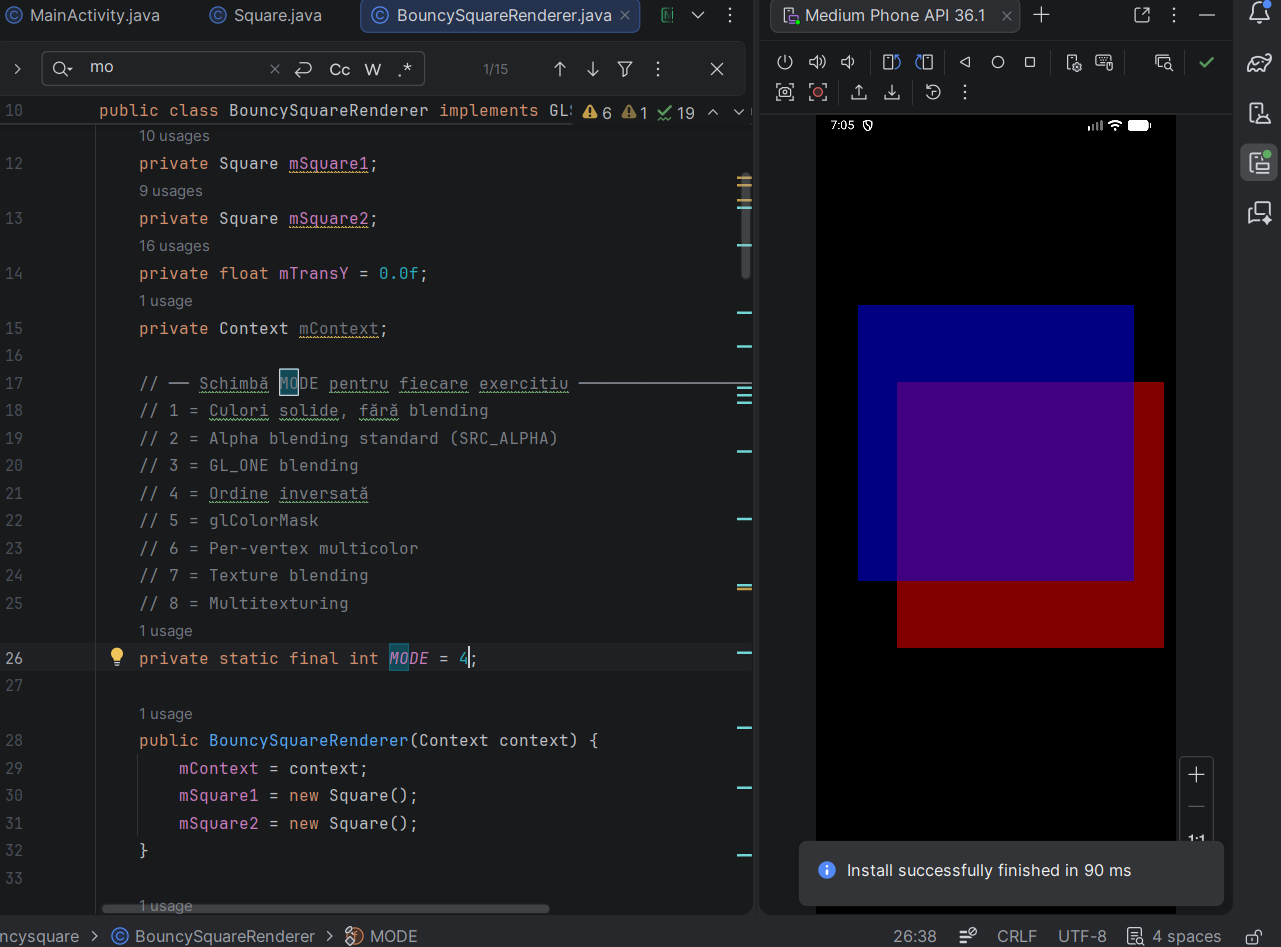 MainActivity.java
Square.java
BouncySquareRenderer.java
Medium Phone API 36.1
mo
Cc
W
.*
1/15
10 public class BouncySquareRenderer implements GLS
6 1 19
10 usages
12 private Square mSquare1;
9 usages
13 private Square mSquare2;
16 usages
14 private float mTransY = 0.0f;
1 usage
15 private Context mContext;
16
17 // ── Schimbă MODE pentru fiecare exercițiu ──────────
18 // 1 = Culori solide, fără blending
19 // 2 = Alpha blending standard (SRC_ALPHA)
20 // 3 = GL_ONE blending
21 // 4 = Ordine inversată
22 // 5 = glColorMask
23 // 6 = Per-vertex multicolor
24 // 7 = Texture blending
25 // 8 = Multitexturing
1 usage
26 private static final int MODE = 4;
27
1 usage
28 public BouncySquareRenderer(Context context) {
29 mContext = context;
30 mSquare1 = new Square();
31 mSquare2 = new Square();
32 }
33
1 usage
7:05
1:1
Install successfully finished in 90 ms
ncysquare > BouncySquareRenderer > MODE
26:38
CRLF
UTF-8
4 spaces